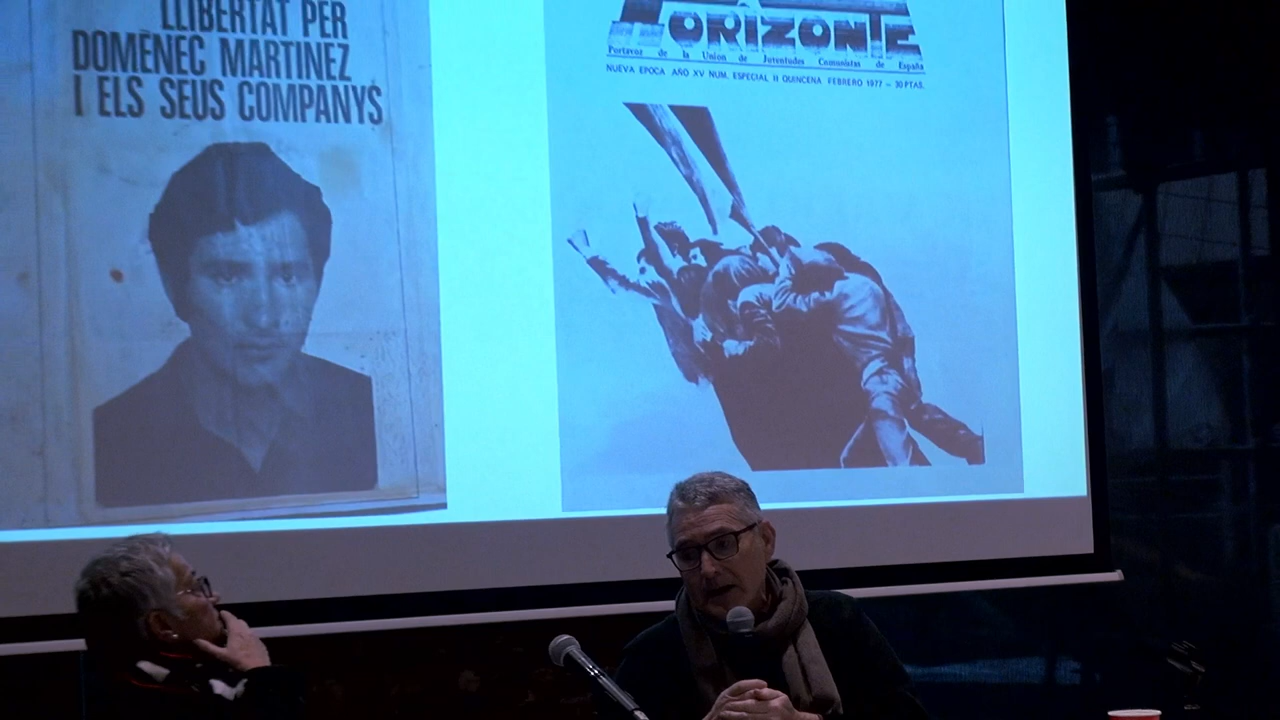 LLIBERTAT PER
DOMÈNEC MARTINEZ
I ELS SEUS COMPANYS
HORIZONTE
Portavoz de la Union de Juventudes Comunistas de España
NUEVA EPOCA AÑO XV NUM. ESPECIAL II QUINCENA FEBRERO 1977 - 30 PTAS.